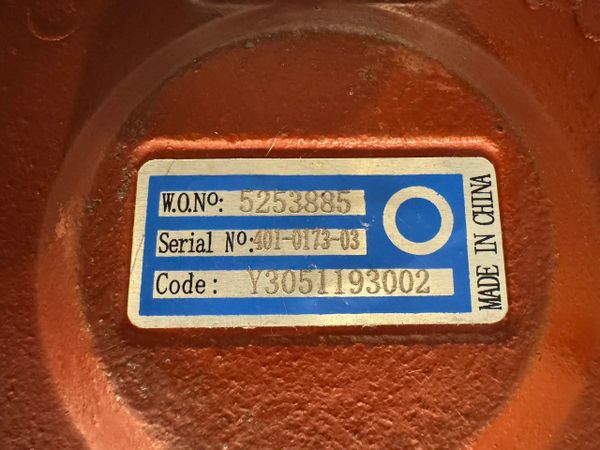 W.O.Nº: 5253885
Serial Nº: 401-0173-03
Code: Y3051193002
MADE IN CHINA